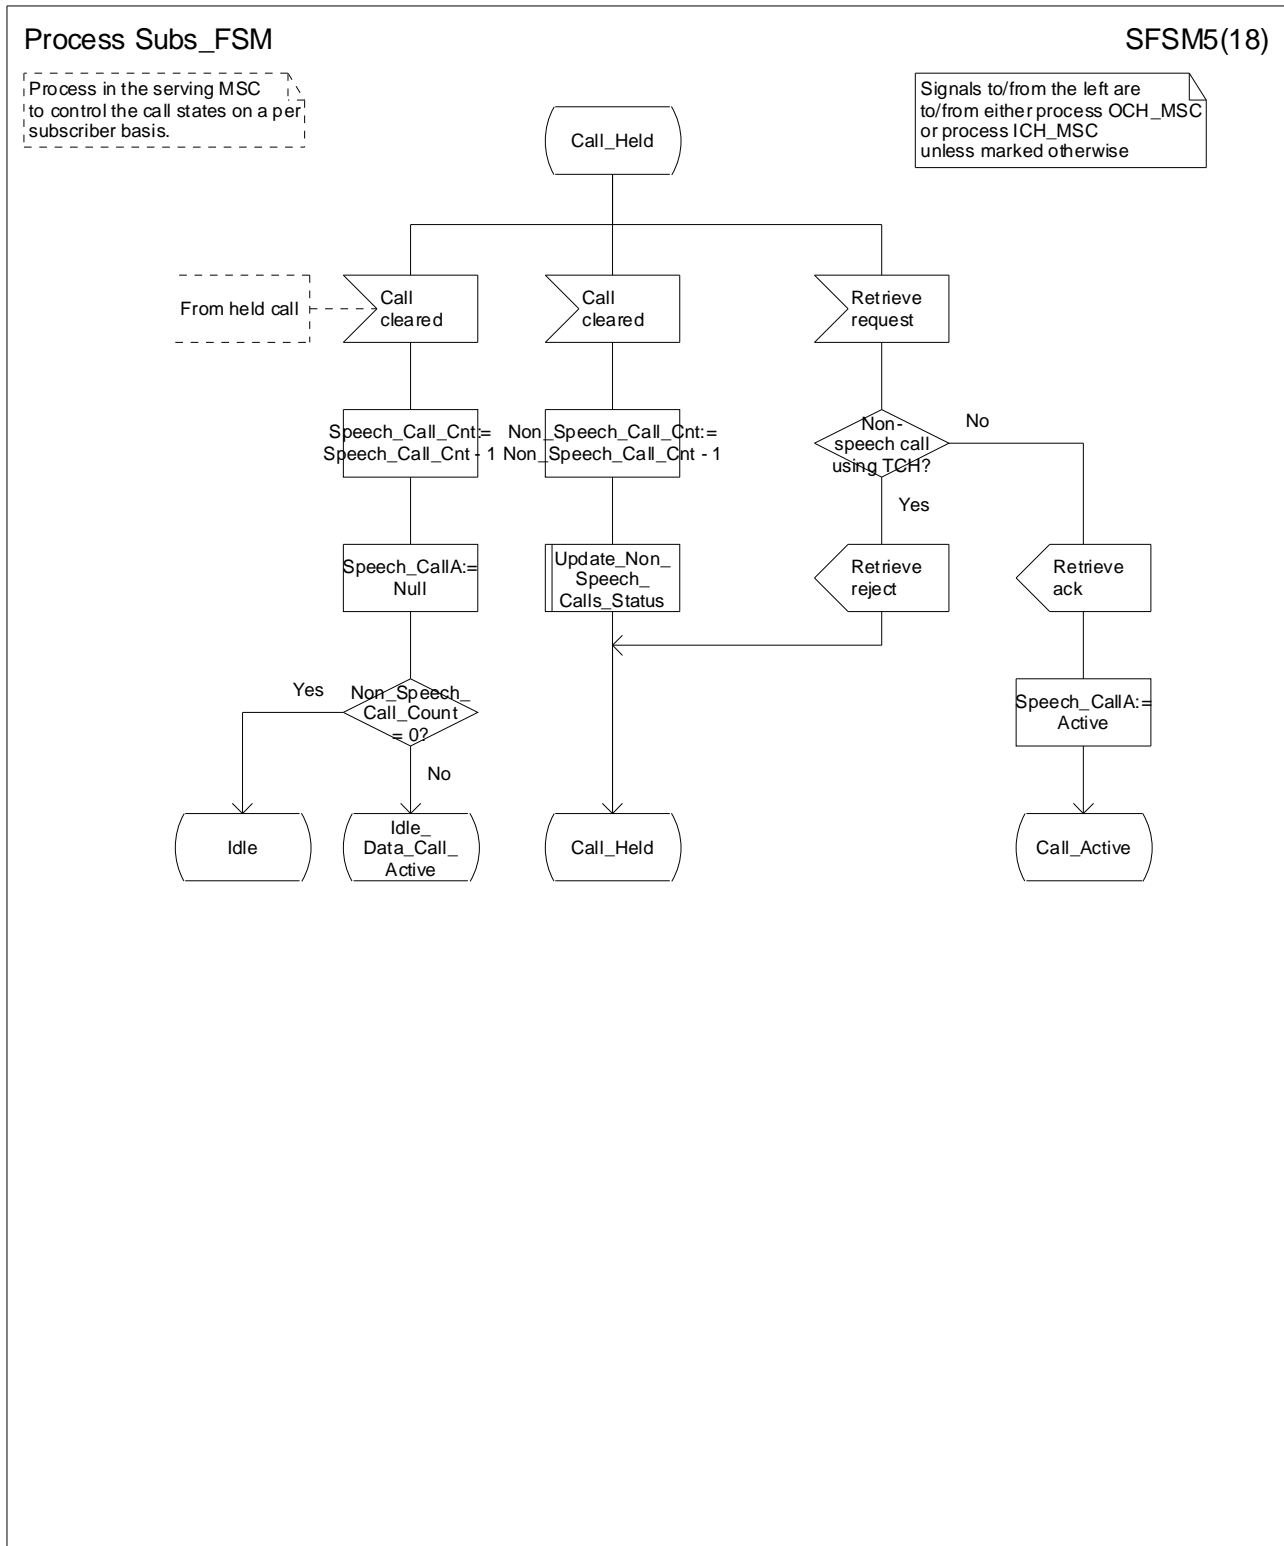 Process Subs_FSM
SFSM5(18)
Process in the serving MSC
to control the call states on a per
subscriber basis.
Signals to/from the left are
to/from either process OCH_MSC
or process ICH_MSC
unless marked otherwise
Call_Held
From held call
Call
cleared
Call
cleared
Retrieve
request
Speech_Call_Cnt:=
Speech_Call_Cnt - 1
Non_Speech_Call_Cnt:=
Non_Speech_Call_Cnt - 1
Non-
speech call
using TCH?
No
Yes
Speech_CallA:=
Null
Update_Non_
Speech_
Calls_Status
Retrieve
reject
Retrieve
ack
Yes
Non_Speech_
Call_Count
= 0?
No
Speech_CallA:=
Active
Idle
Idle_
Data_Call_
Active
Call_Held
Call_Active